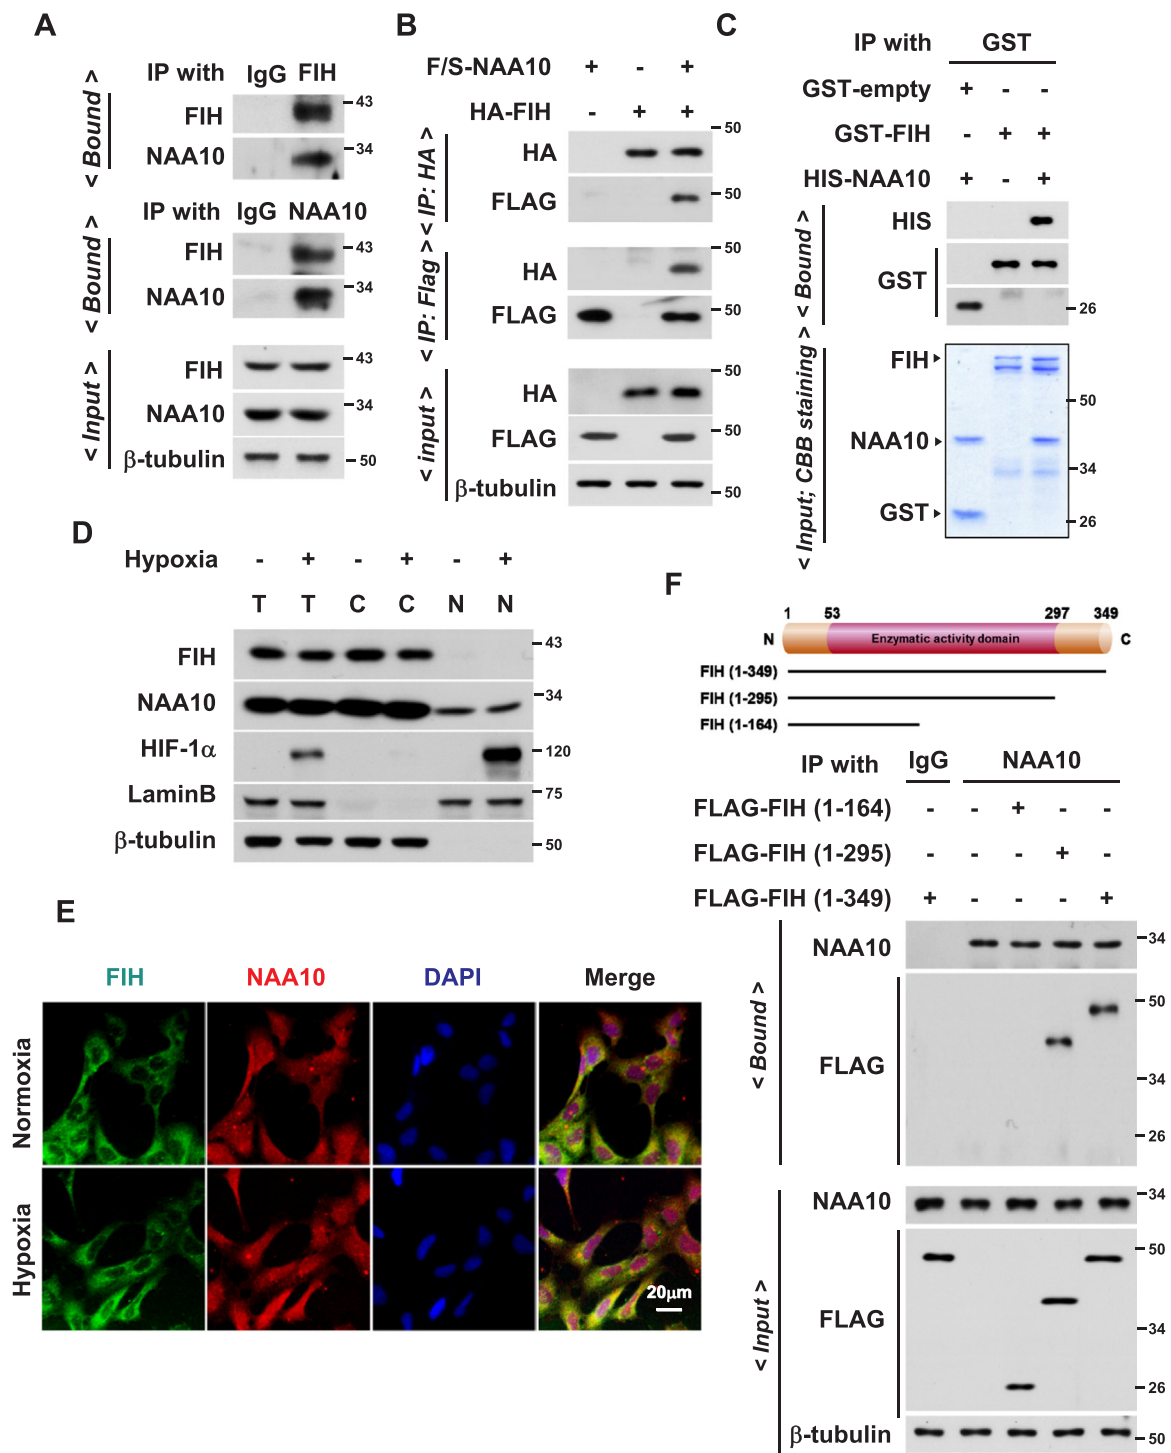 A
IP with IgG FIH
FIH 43
NAA10 34
< Bound >
IP with IgG NAA10
FIH 43
NAA10 34
< Bound >
FIH 43
NAA10 34
β-tubulin 50
< Input >
B
F/S-NAA10 + - +
HA-FIH - + +
HA 50
FLAG 50
< IP: HA >
HA 50
FLAG 50
< IP: Flag >
HA 50
FLAG 50
β-tubulin 50
< input >
C
IP with GST
GST-empty + - -
GST-FIH - + +
HIS-NAA10 + - +
HIS
GST
26
< Bound >
FIH
50
NAA10
34
GST 26
< Input; CBB staining >
D
Hypoxia - + - + - +
T T C C N N
FIH 43
NAA10 34
HIF-1α 120
LaminB 75
β-tubulin 50
E
FIH NAA10 DAPI Merge
Normoxia
Hypoxia
20μm
F
1 53 297 349
N Enzymatic activity domain C
FIH (1-349)
FIH (1-295)
FIH (1-164)
IP with IgG NAA10
FLAG-FIH (1-164) - - + - -
FLAG-FIH (1-295) - - - + -
FLAG-FIH (1-349) + - - - +
NAA10 34
50
FLAG
34
26
< Bound >
NAA10 34
50
FLAG
34
26
β-tubulin 50
< Input >